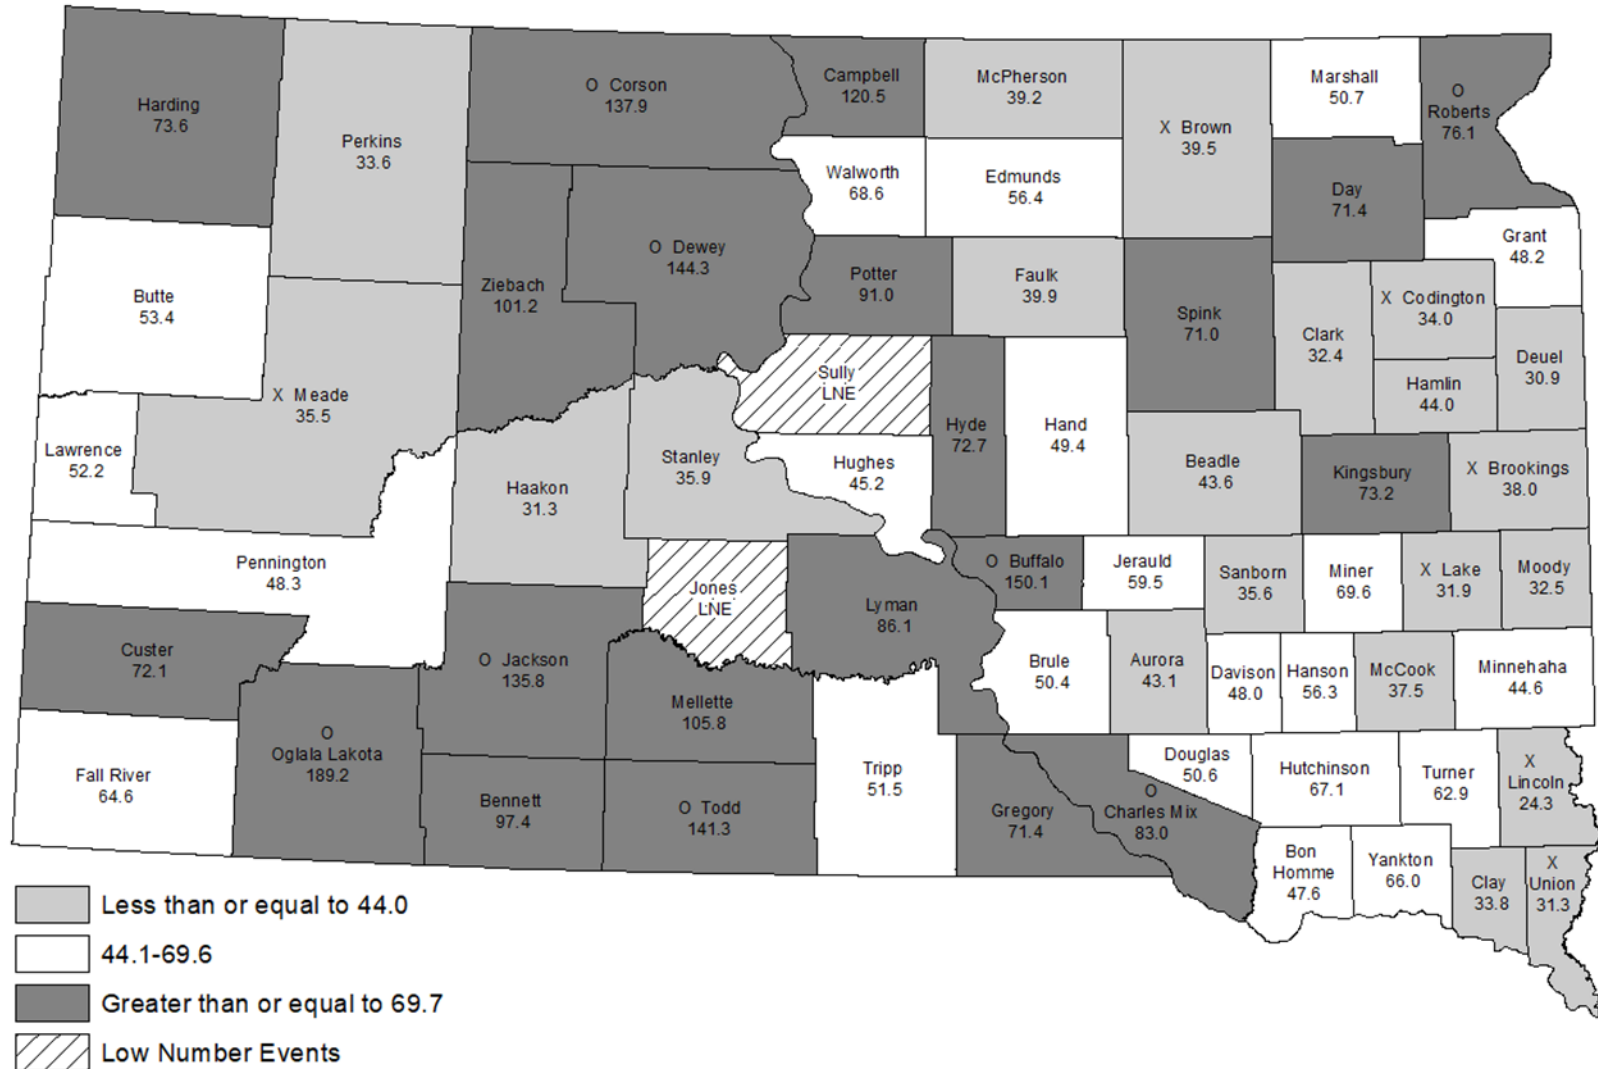 Harding
73.6
Perkins
33.6
O Corson
137.9
Campbell
120.5
McPherson
39.2
X Brown
39.5
Marshall
50.7
O
Roberts
76.1
Walworth
68.6
Edmunds
56.4
Day
71.4
Grant
48.2
Butte
53.4
Ziebach
101.2
O Dewey
144.3
Potter
91.0
Faulk
39.9
Spink
71.0
Clark
32.4
X Codington
34.0
Deuel
30.9
Hamlin
44.0
X Meade
35.5
Sully
LNE
Hyde
72.7
Hand
49.4
Lawrence
52.2
Haakon
31.3
Stanley
35.9
Hughes
45.2
Beadle
43.6
Kingsbury
73.2
X Brookings
38.0
Pennington
48.3
Jones
LNE
Lyman
86.1
O Buffalo
150.1
Jerauld
59.5
Sanborn
35.6
Miner
69.6
X Lake
31.9
Moody
32.5
Custer
72.1
O Jackson
135.8
Mellette
105.8
Brule
50.4
Aurora
43.1
Davison
48.0
Hanson
56.3
McCook
37.5
Minnehaha
44.6
Fall River
64.6
O
Oglala Lakota
189.2
Bennett
97.4
O Todd
141.3
Tripp
51.5
Gregory
71.4
O
Charles Mix
83.0
Douglas
50.6
Hutchinson
67.1
Turner
62.9
X
Lincoln
24.3
Bon
Homme
47.6
Yankton
66.0
Clay
33.8
X
Union
31.3
Less than or equal to 44.0
44.1-69.6
Greater than or equal to 69.7
Low Number Events